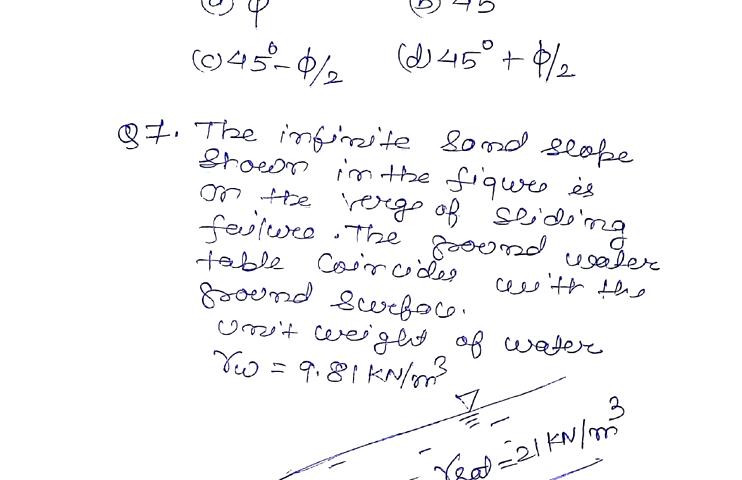 (a) φ (b) 45
(c) 45° - φ/2 (d) 45° + φ/2
Q7. The infinite sand slope
shown in the figure is
on the verge of sliding
failure. The ground water
table coincides with the
ground surface.
Unit weight of water
γw = 9.81 KN/m³
γsat = 21 KN/m³